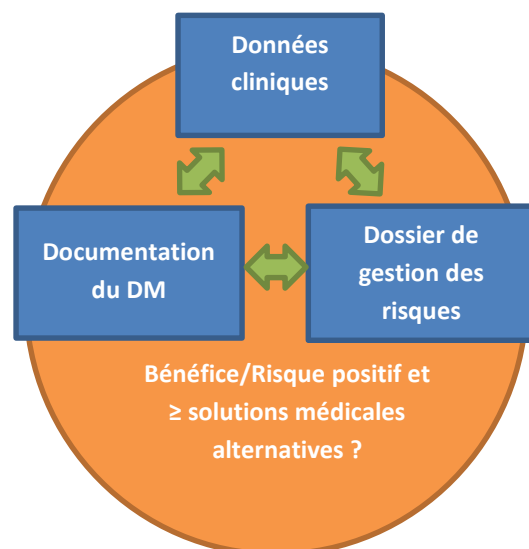 Données
cliniques
Documentation
du DM
Dossier de
gestion des
risques
Bénéfice/Risque positif et
≥ solutions médicales
alternatives ?